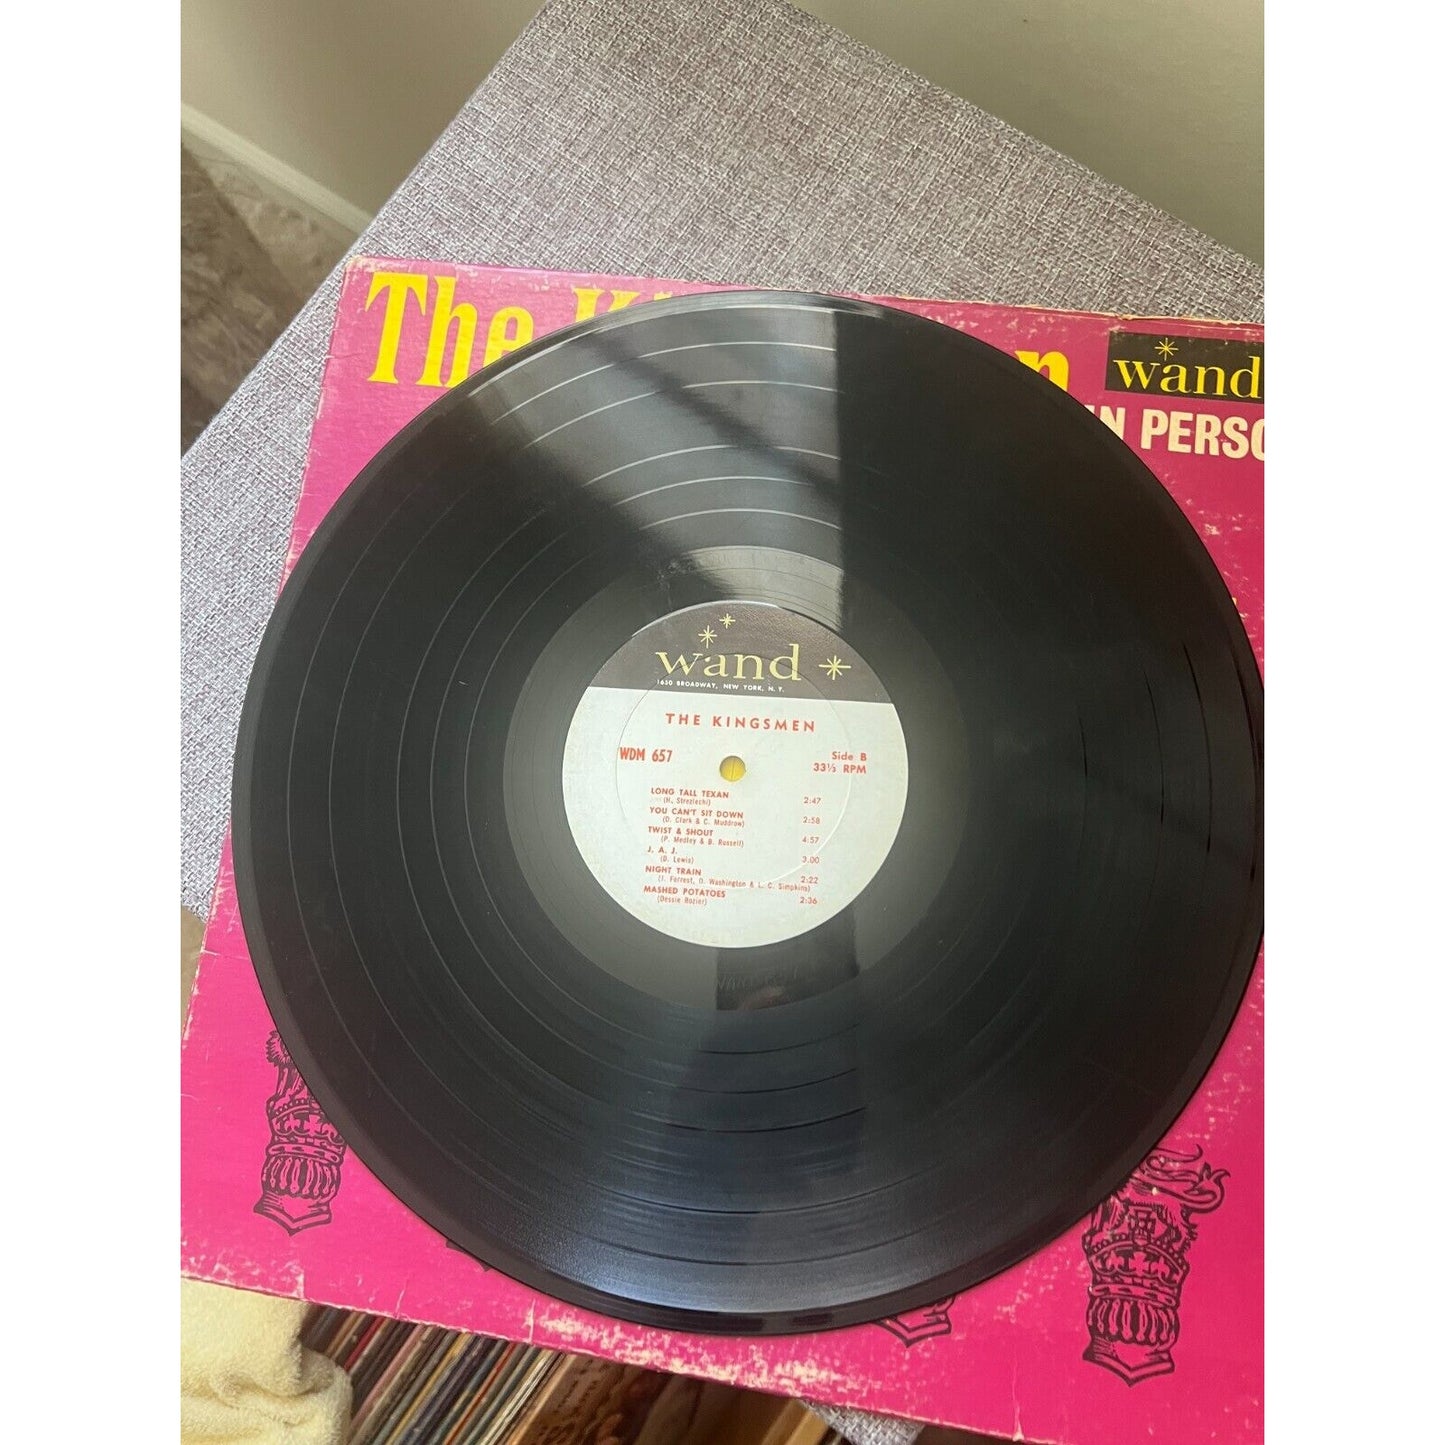 The
wand
IN PERSO
wand
1650 BROADWAY, NEW YORK, N. Y.
THE KINGSMEN
WDM 657
Side B
33⅓ RPM
LONG TALL TEXAN 2:47
(H. Strezlechi)
YOU CAN'T SIT DOWN 2:58
(D. Clark & C. Muddrow)
TWIST & SHOUT 4:57
(P. Medley & B. Russell)
J. A. J. 3.00
(D. Lewis)
NIGHT TRAIN 2:22
(J. Forrest, O. Washington & L. C. Simpkins)
MASHED POTATOES 2:36
(Dessie Rozier)